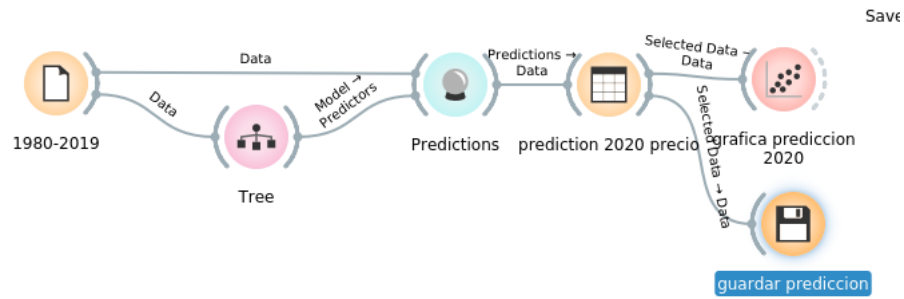 Save
Data
1980-2019
Data
Tree
Model →
Predictors
Predictions
Predictions →
Data
prediction 2020 precio
Selected Data →
Data
grafica prediccion
2020
Selected Data → Data
guardar prediccion